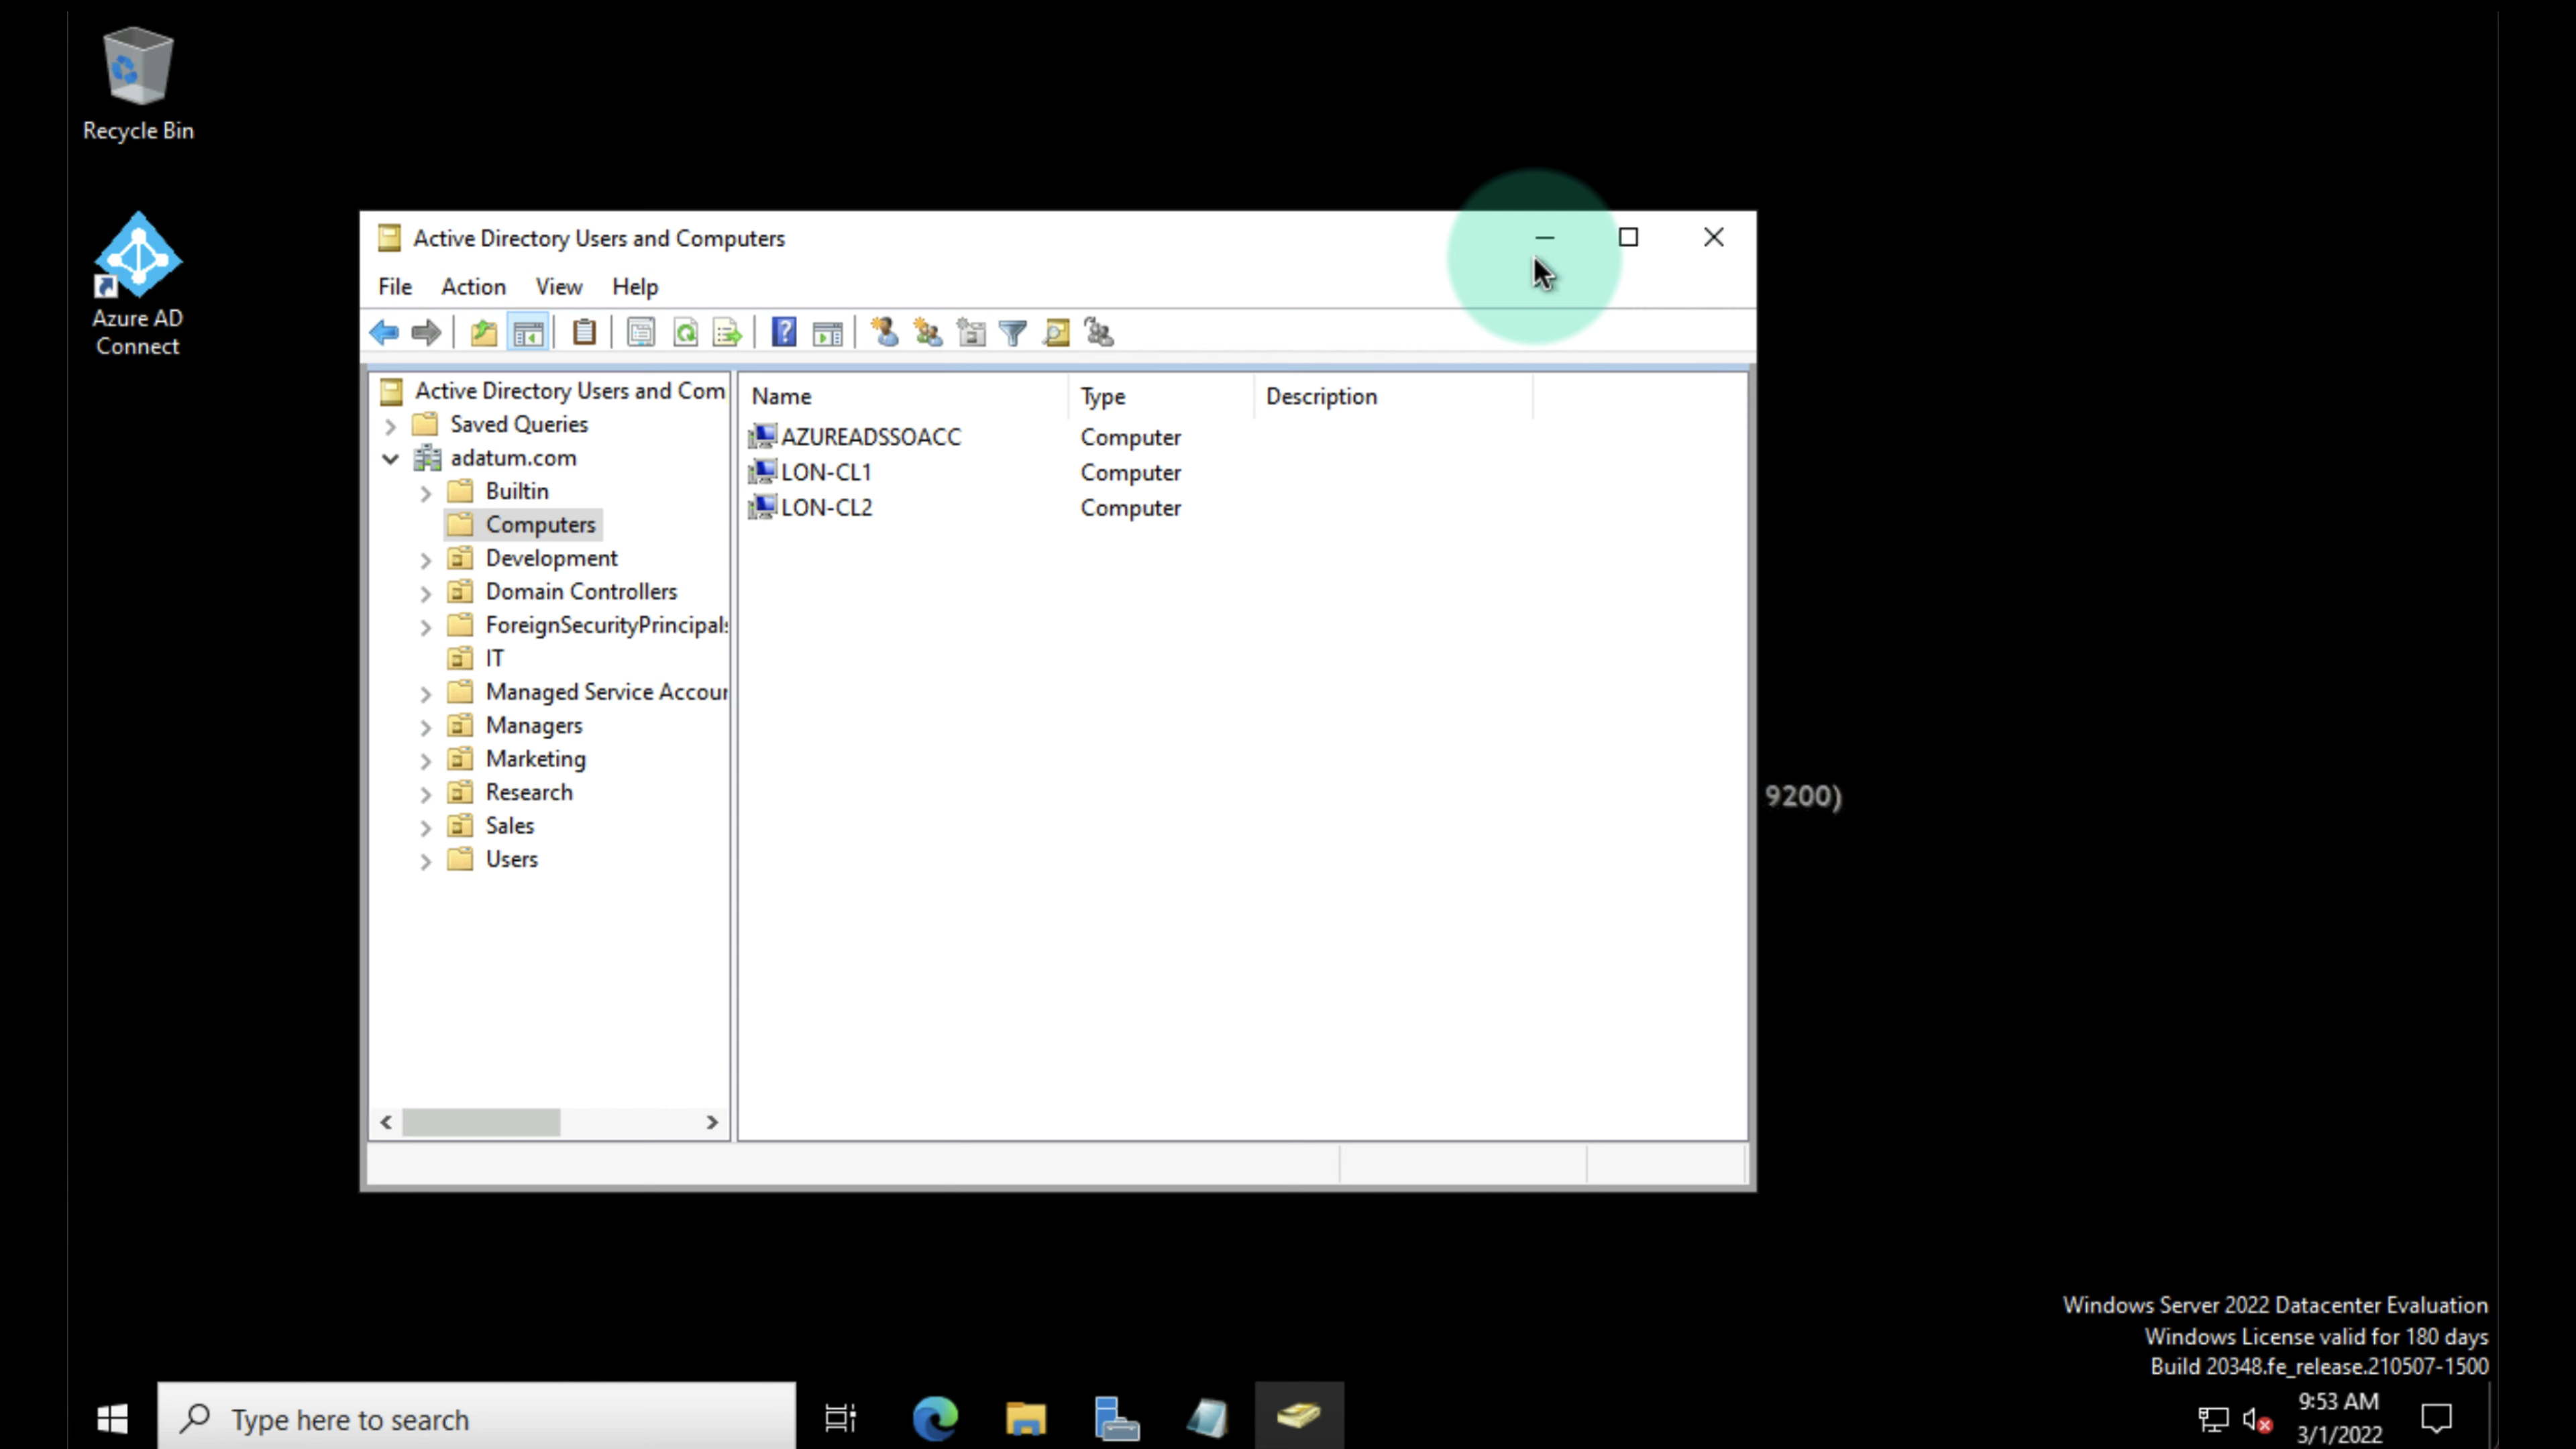 Recycle Bin
Azure AD
Connect
Active Directory Users and Computers
File Action View Help
Active Directory Users and Com
Saved Queries
adatum.com
Builtin
Computers
Development
Domain Controllers
ForeignSecurityPrincipals
IT
Managed Service Accour
Managers
Marketing
Research
Sales
Users
Name Type Description
AZUREADSSOACC Computer
LON-CL1 Computer
LON-CL2 Computer
9200)
Windows Server 2022 Datacenter Evaluation
Windows License valid for 180 days
Build 20348.fe_release.210507-1500
Type here to search
9:53 AM
3/1/2022